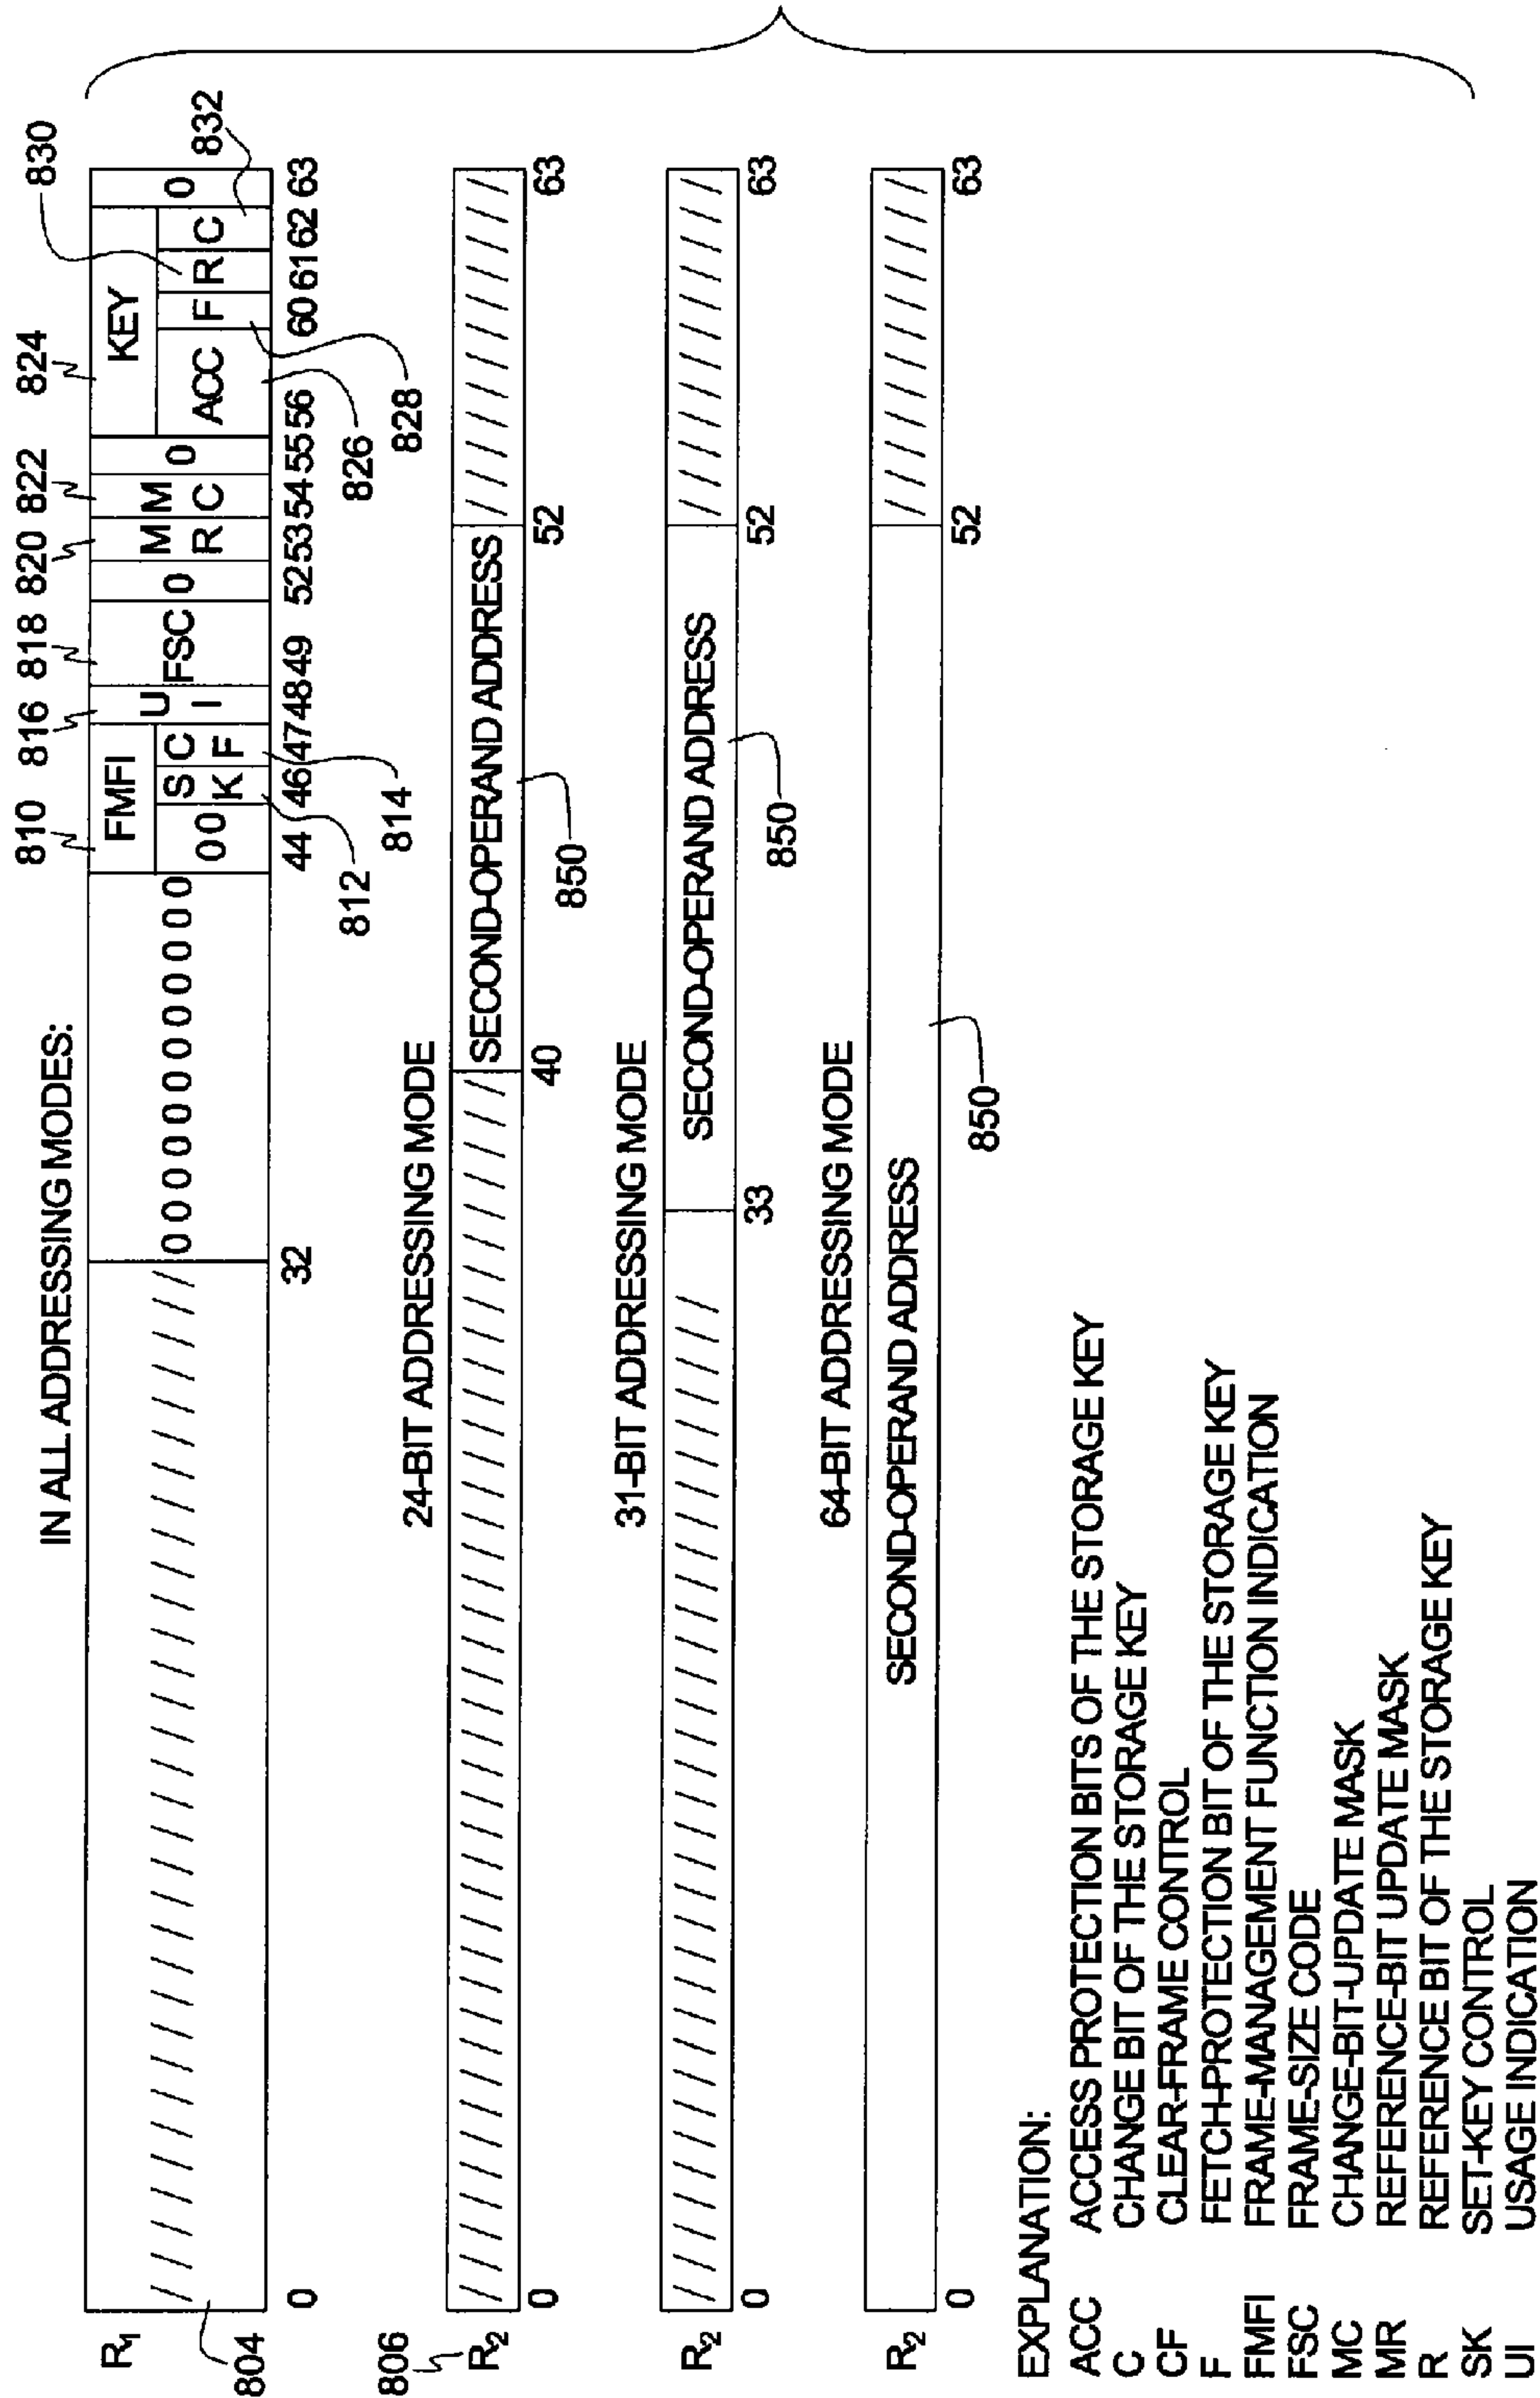 IN ALL ADDRESSING MODES:
810 816 818 820 822 824 830
R1 000000000000 FMFI 00 SK CF UI FSC 0 MR MC 0 KEY ACC F R C 0
804 0 32 44 46 47 48 49 52 53 54 55 56 60 61 62 63 832
812 814 826 828
24-BIT ADDRESSING MODE
806 R2 SECOND-OPERAND ADDRESS
0 40 52 63
850
31-BIT ADDRESSING MODE
R2 SECOND-OPERAND ADDRESS
0 33 52 63
850
64-BIT ADDRESSING MODE
R2 SECOND-OPERAND ADDRESS
0 52 63
850
EXPLANATION:
ACC ACCESS PROTECTION BITS OF THE STORAGE KEY
C CHANGE BIT OF THE STORAGE KEY
CF CLEAR-FRAME CONTROL
F FETCH-PROTECTION BIT OF THE STORAGE KEY
FMFI FRAME-MANAGEMENT FUNCTION INDICATION
FSC FRAME-SIZE CODE
MC CHANGE-BIT-UPDATE MASK
MR REFERENCE-BIT UPDATE MASK
R REFERENCE BIT OF THE STORAGE KEY
SK SET-KEY CONTROL
UI USAGE INDICATION